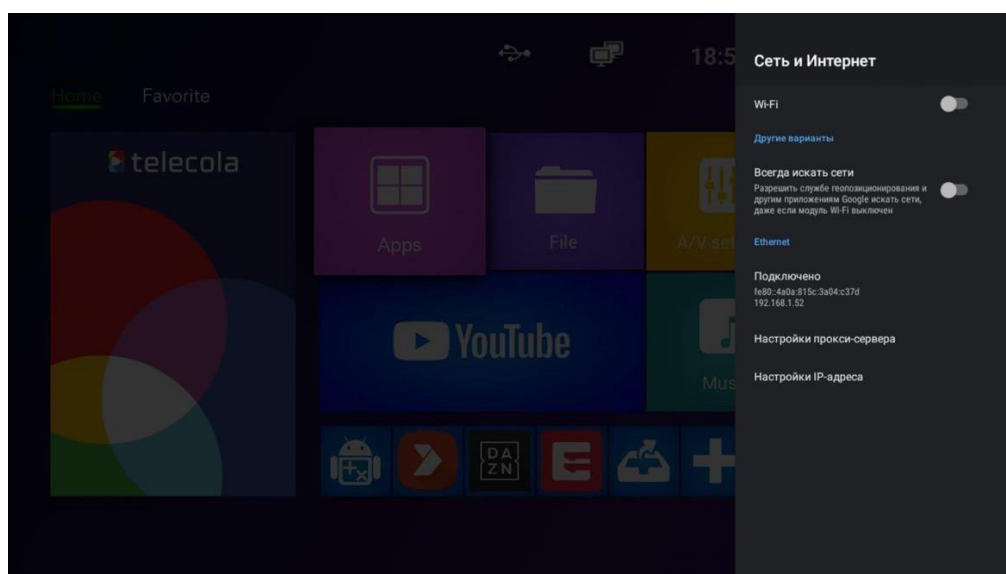 18:5
Сеть и Интернет
Home Favorite
Wi-Fi
Другие варианты
telecola
Всегда искать сети
Разрешить службе геопозиционирования и
другим приложениям Google искать сети,
даже если модуль Wi-Fi выключен
Apps
File
A/V set
Ethernet
Подключено
fe80::4a0a:815c:3a04:c37d
192.168.1.52
YouTube
Настройки прокси-сервера
Mus
Настройки IP-адреса
DA
ZN